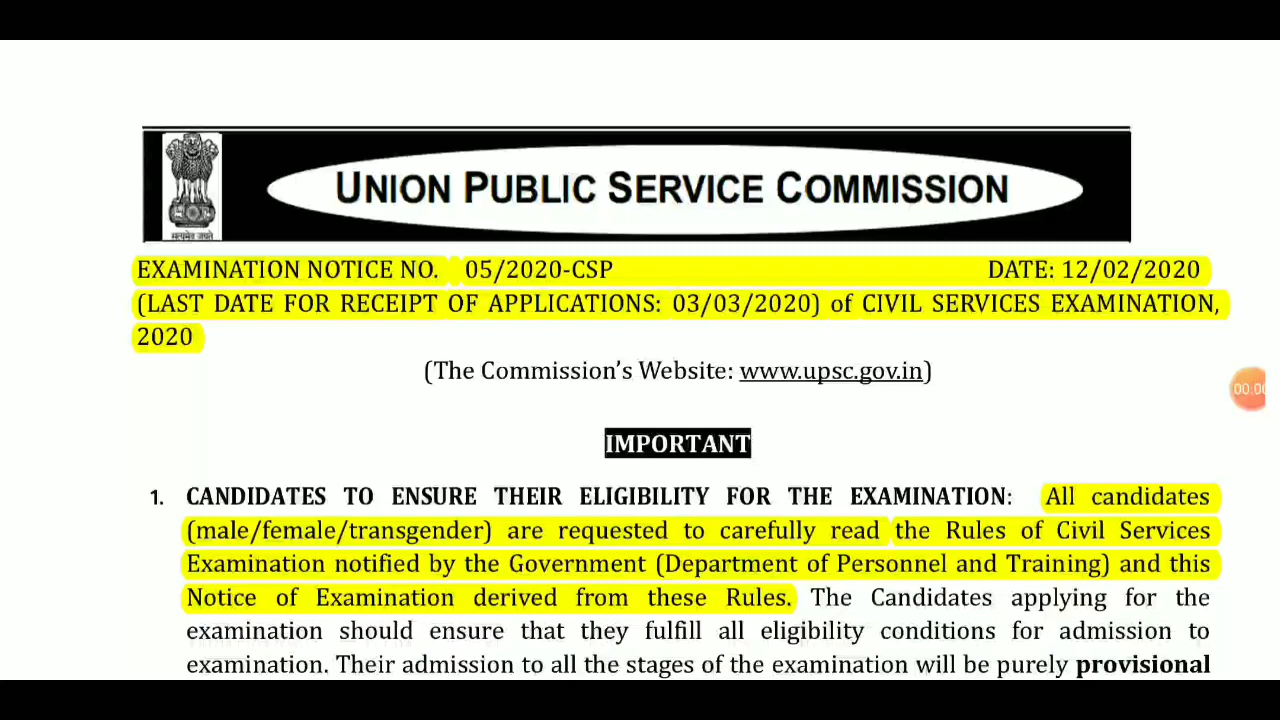 सत्यमेव जयते
UNION PUBLIC SERVICE COMMISSION
EXAMINATION NOTICE NO. 05/2020-CSP DATE: 12/02/2020
(LAST DATE FOR RECEIPT OF APPLICATIONS: 03/03/2020) of CIVIL SERVICES EXAMINATION,
2020
(The Commission’s Website: www.upsc.gov.in)
00:00
IMPORTANT
1. CANDIDATES TO ENSURE THEIR ELIGIBILITY FOR THE EXAMINATION: All candidates
(male/female/transgender) are requested to carefully read the Rules of Civil Services
Examination notified by the Government (Department of Personnel and Training) and this
Notice of Examination derived from these Rules. The Candidates applying for the
examination should ensure that they fulfill all eligibility conditions for admission to
examination. Their admission to all the stages of the examination will be purely provisional